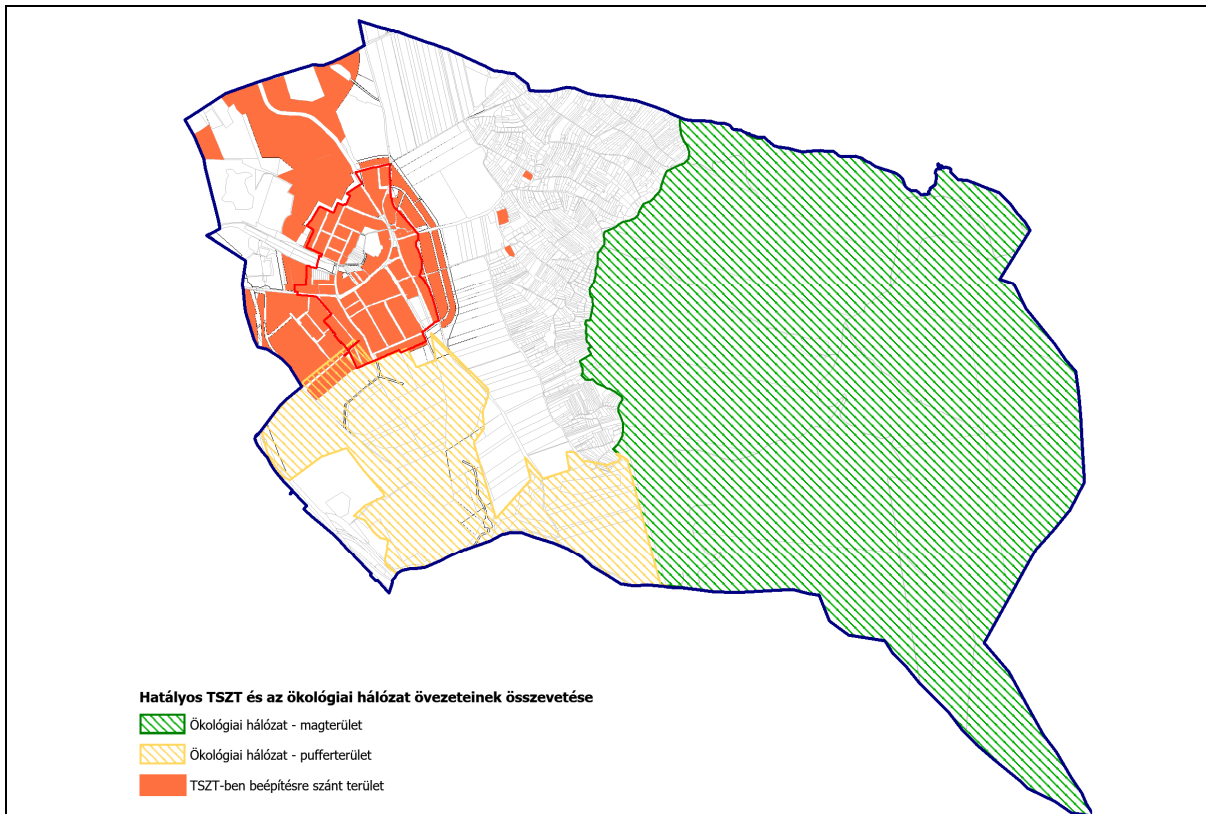 Hatályos TSZT és az ökológiai hálózat övezeteinek összevetése
Ökológiai hálózat - magterület
Ökológiai hálózat - pufferterület
TSZT-ben beépítésre szánt terület